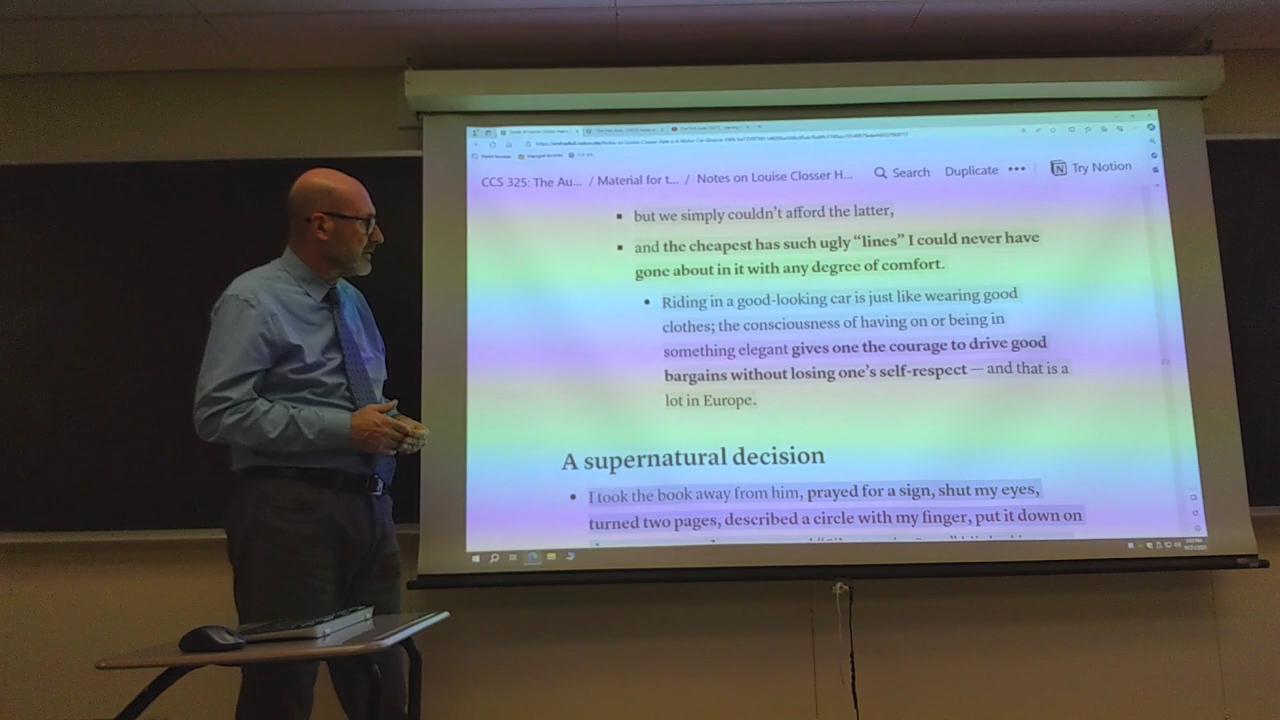 CCS 325: The Au... / Material for t... / Notes on Louise Closser H... Search Duplicate ••• Try Notion
▪ but we simply couldn't afford the latter,
▪ and the cheapest has such ugly “lines” I could never have
gone about in it with any degree of comfort.
• Riding in a good-looking car is just like wearing good
clothes; the consciousness of having on or being in
something elegant gives one the courage to drive good
bargains without losing one's self-respect — and that is a
lot in Europe.
A supernatural decision
• I took the book away from him, prayed for a sign, shut my eyes,
turned two pages, described a circle with my finger, put it down on